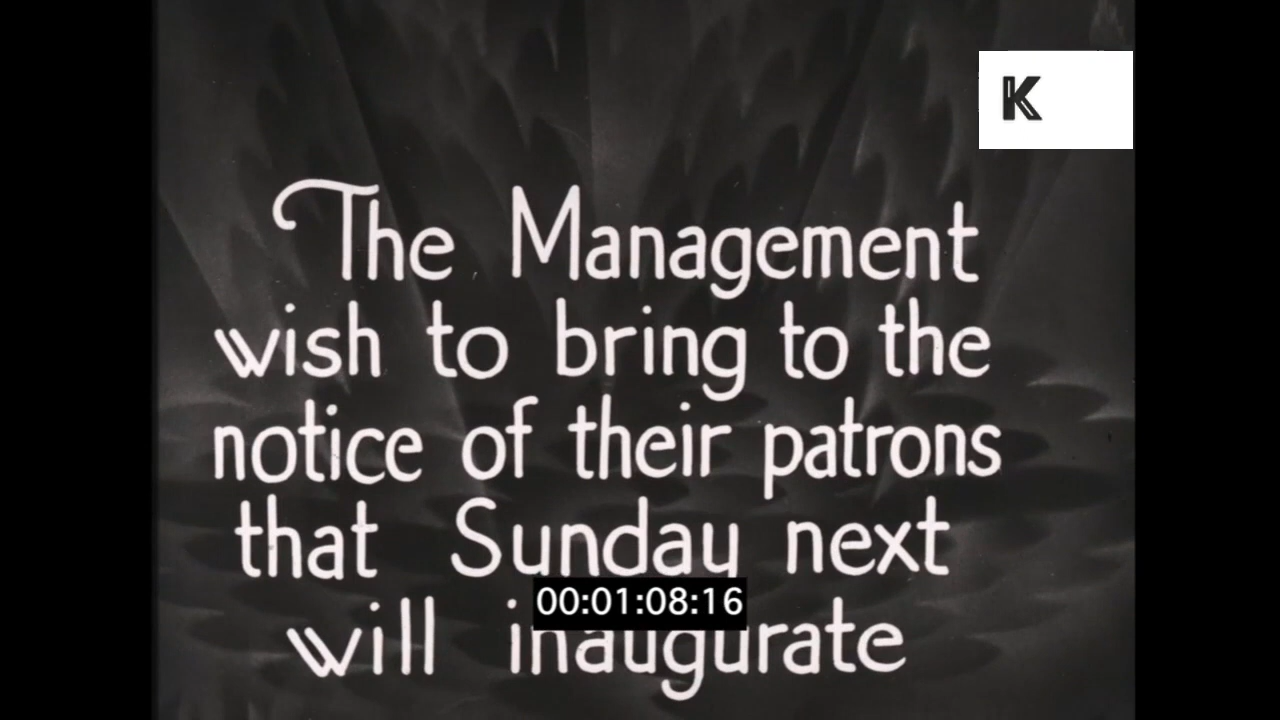 K
The Management
wish to bring to the
notice of their patrons
that Sunday next
00:01:08:16
will inaugurate